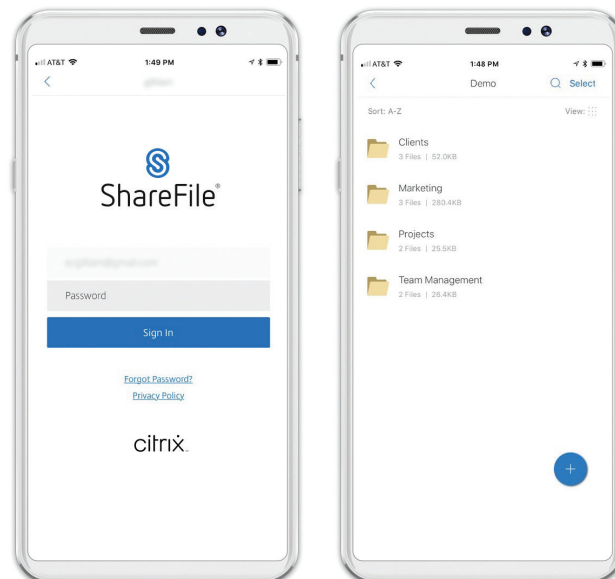 AT&T 1:49 PM
ShareFile®
Password
Sign In
Forgot Password?
Privacy Policy
citrix
AT&T 1:48 PM
Demo Select
Sort: A-Z View:
Clients
3 Files | 52.0KB
Marketing
3 Files | 280.4KB
Projects
2 Files | 25.5KB
Team Management
2 Files | 26.4KB